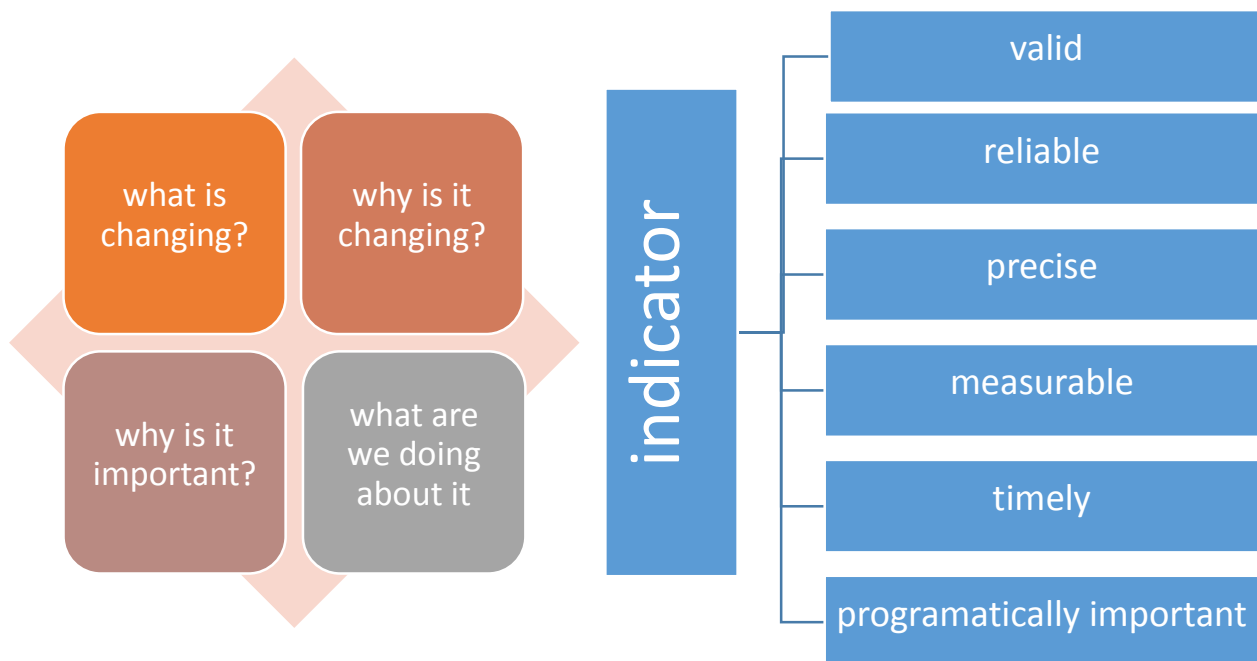 what is
changing?
why is it
changing?
why is it
important?
what are
we doing
about it
indicator
valid
reliable
precise
measurable
timely
programatically important